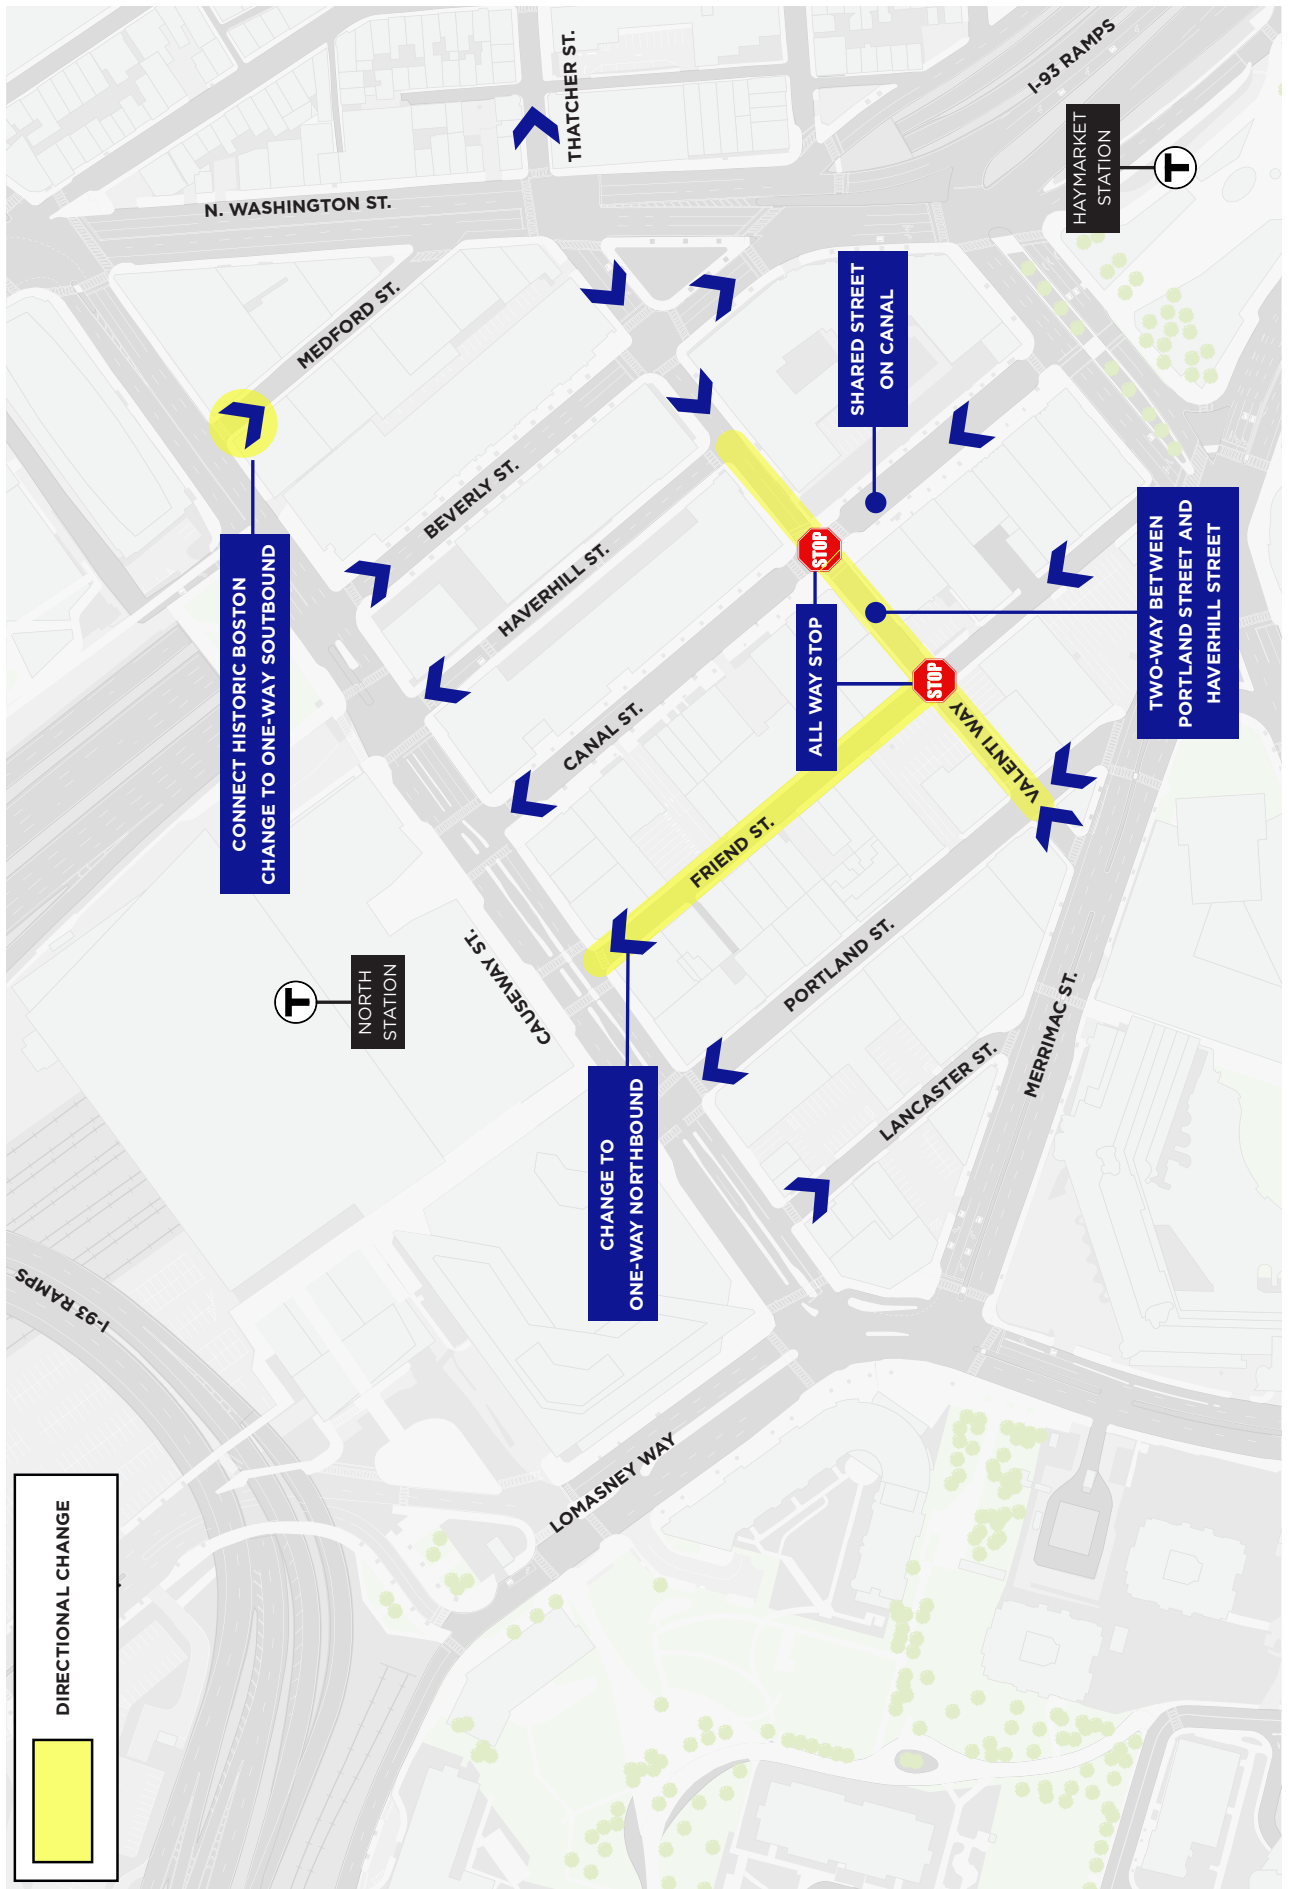 I-93 RAMPS
THATCHER ST.
HAYMARKET
STATION
T
N. WASHINGTON ST.
MEDFORD ST.
SHARED STREET
ON CANAL
BEVERLY ST.
HAVERHILL ST.
CONNECT HISTORIC BOSTON
CHANGE TO ONE-WAY SOUTBOUND
STOP
ALL WAY STOP
STOP
TWO-WAY BETWEEN
PORTLAND STREET AND
HAVERHILL STREET
CANAL ST.
VALENTI WAY
FRIEND ST.
CAUSEWAY ST.
NORTH
STATION
T
PORTLAND ST.
MERRIMAC ST.
LANCASTER ST.
CHANGE TO
ONE-WAY NORTHBOUND
I-93 RAMPS
LOMASNEY WAY
DIRECTIONAL CHANGE